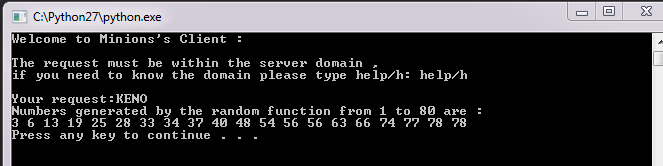 C:\Python27\python.exe
Welcome to Minions's Client :
The request must be within the server domain ,
if you need to know the domain please type help/h: help/h
Your request:KENO
Numbers generated by the random function from 1 to 80 are :
3 6 13 19 25 28 33 34 37 40 48 54 56 56 63 66 74 77 78 78
Press any key to continue . . .